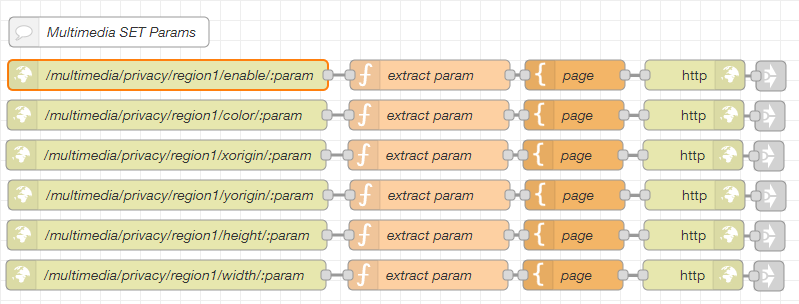 Multimedia SET Params
/multimedia/privacy/region1/enable/:param extract param page http
/multimedia/privacy/region1/color/:param extract param page http
/multimedia/privacy/region1/xorigin/:param extract param page http
/multimedia/privacy/region1/yorigin/:param extract param page http
/multimedia/privacy/region1/height/:param extract param page http
/multimedia/privacy/region1/width/:param extract param page http